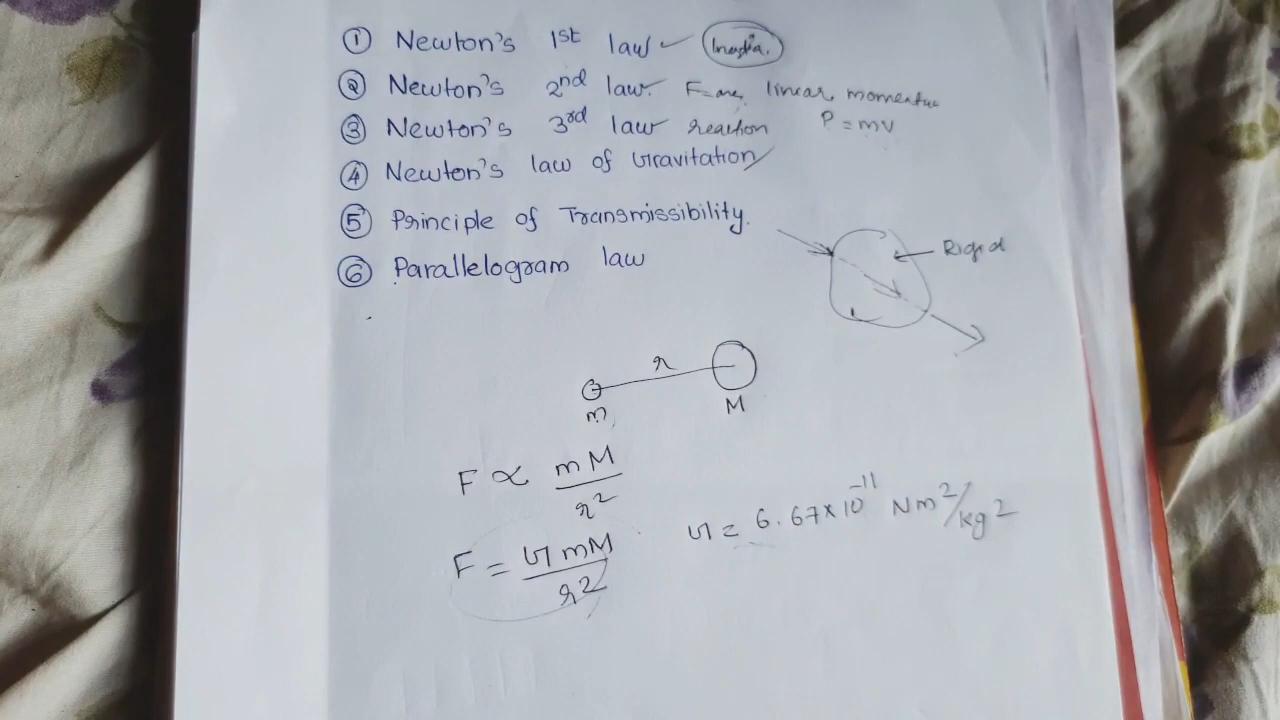 ① Newton's 1st law ✓ Inertia.
② Newton's 2nd law. F=ma, linear momentum
③ Newton's 3rd law reaction P = mv
④ Newton's law of Gravitation
⑤ Principle of Transmissibility.
⑥ Parallelogram law
Rigid
r
m
M
F ∝ mM / r²
F = G mM / r²
G = 6.67×10⁻¹¹ Nm²/kg²